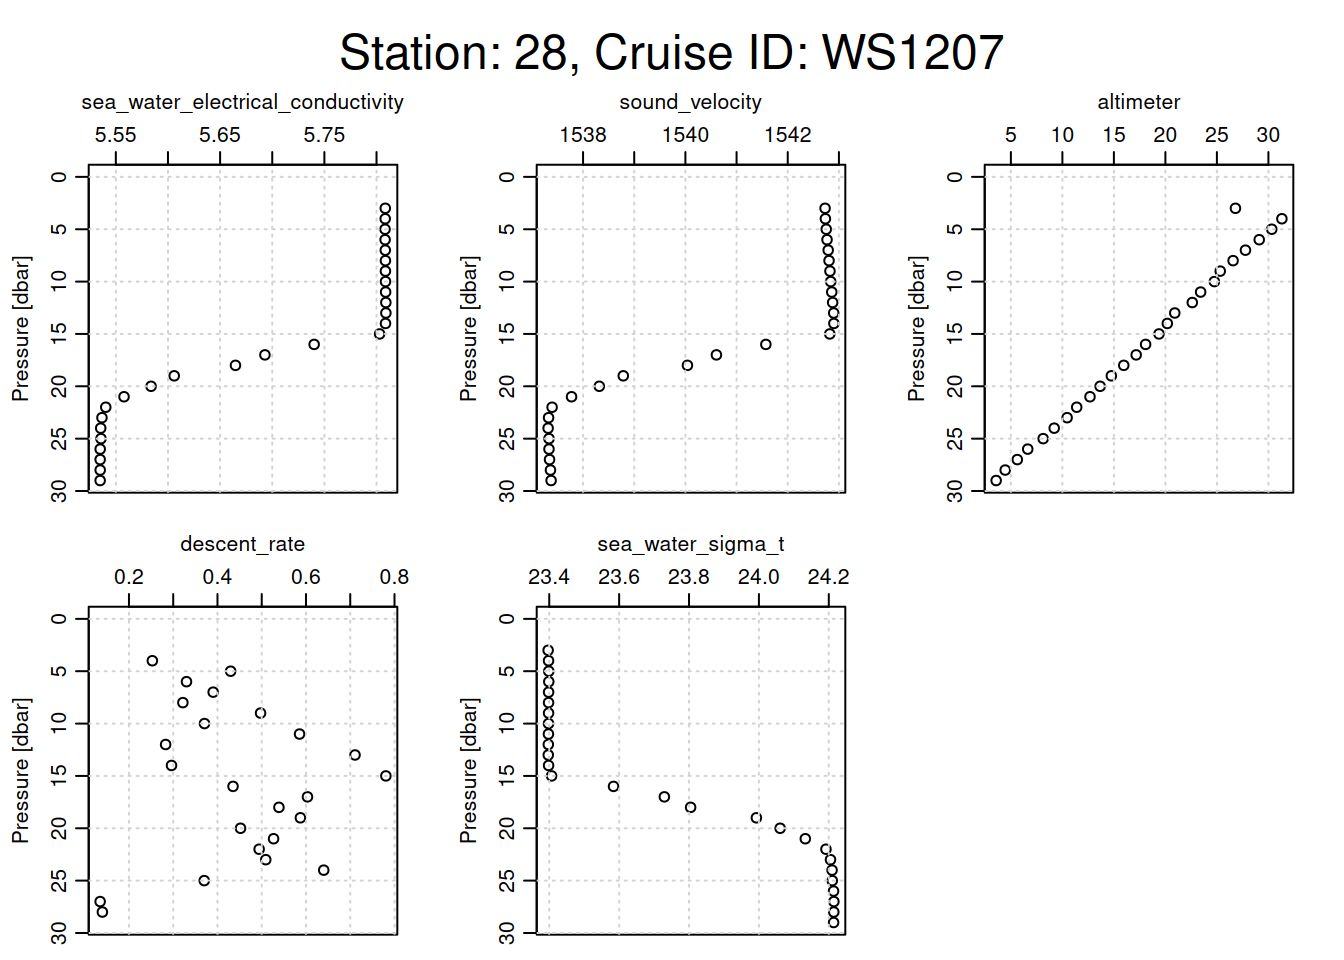 Station: 28, Cruise ID: WS1207
sea_water_electrical_conductivity
5.55 5.65 5.75
Pressure [dbar]
0 5 10 15 20 25 30
sound_velocity
1538 1540 1542
Pressure [dbar]
0 5 10 15 20 25 30
altimeter
5 10 15 20 25 30
Pressure [dbar]
0 5 10 15 20 25 30
descent_rate
0.2 0.4 0.6 0.8
Pressure [dbar]
0 5 10 15 20 25 30
sea_water_sigma_t
23.4 23.6 23.8 24.0 24.2
Pressure [dbar]
0 5 10 15 20 25 30